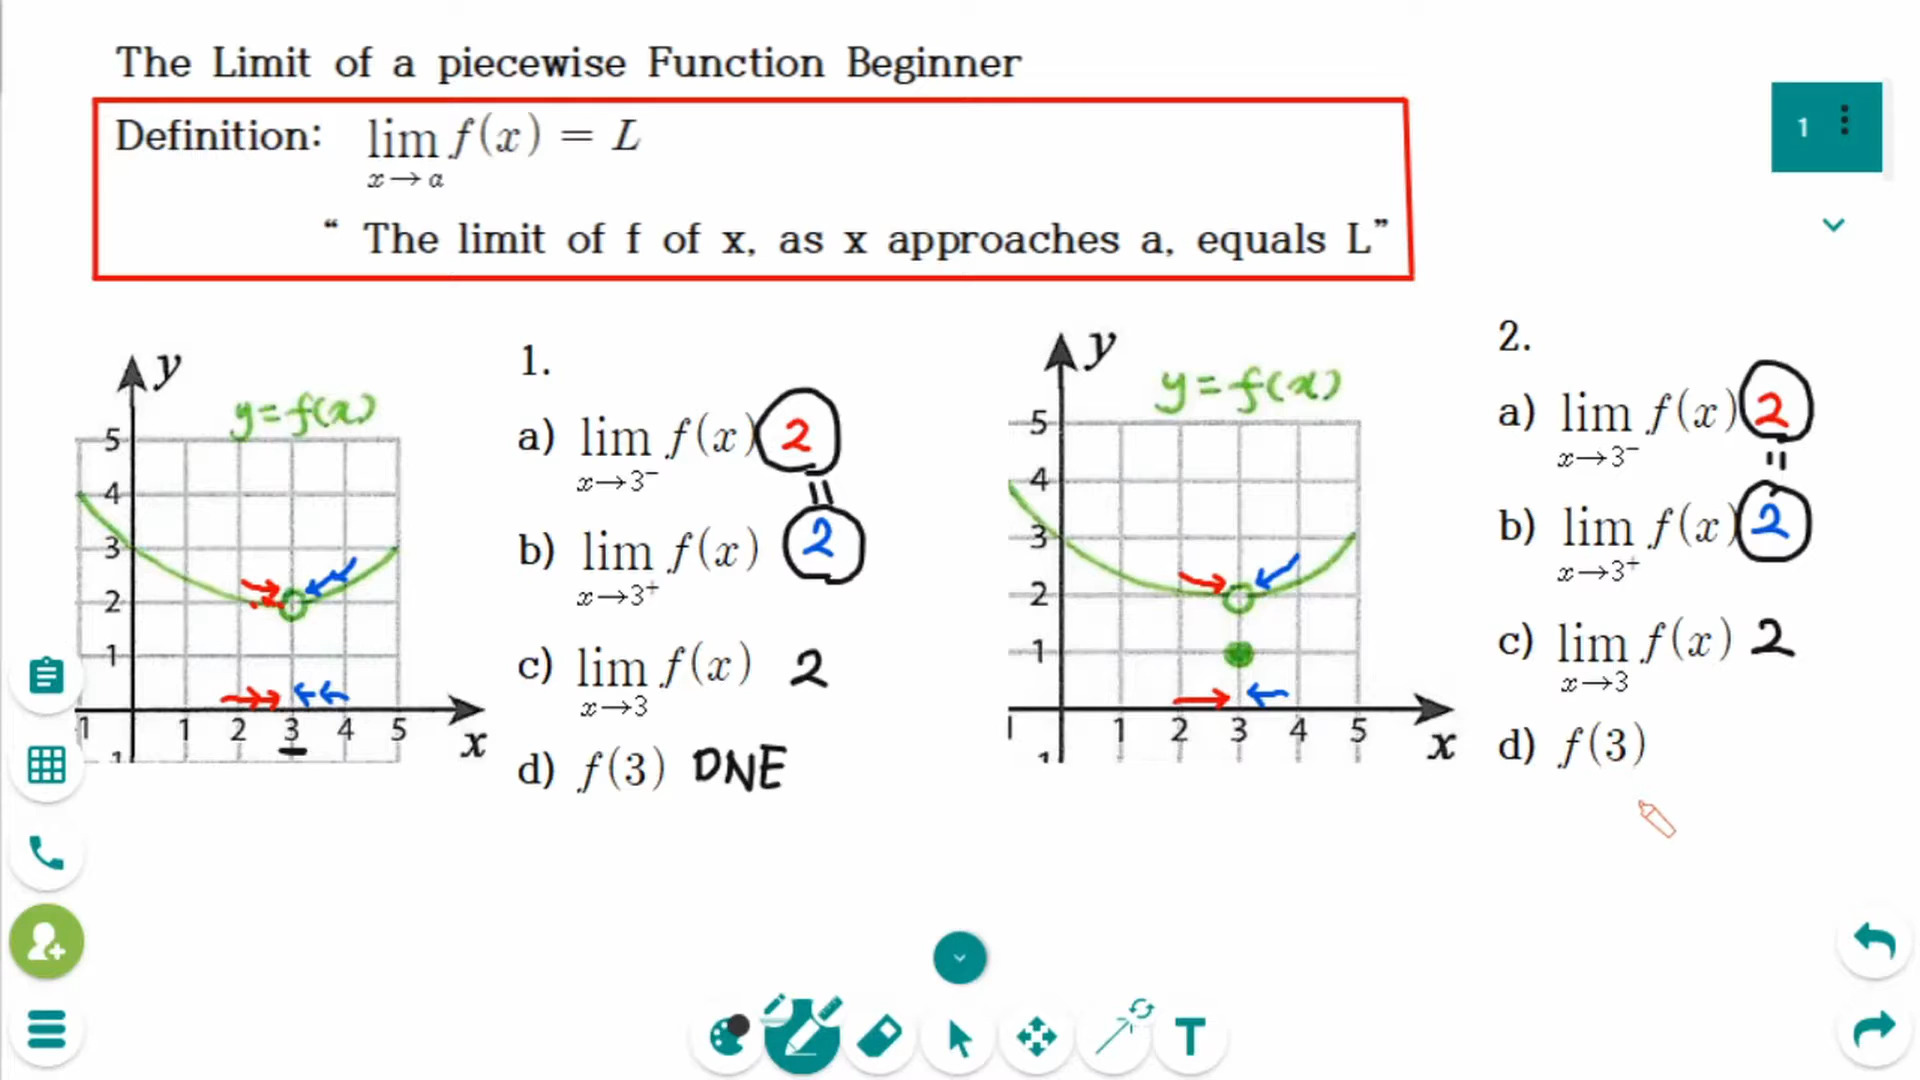 The Limit of a piecewise Function Beginner
Definition: lim f(x) = L
x→a
“ The limit of f of x, as x approaches a, equals L”
1
y
y=f(x)
5
4
3
2
1
1 1 2 3 4 5
x
1.
a) lim f(x) 2
x→3⁻
=
b) lim f(x) 2
x→3⁺
c) lim f(x) 2
x→3
d) f(3) DNE
y
y=f(x)
5
4
3
2
1
1 1 2 3 4 5
x
2.
a) lim f(x) 2
x→3⁻
=
b) lim f(x) 2
x→3⁺
c) lim f(x) 2
x→3
d) f(3)
T